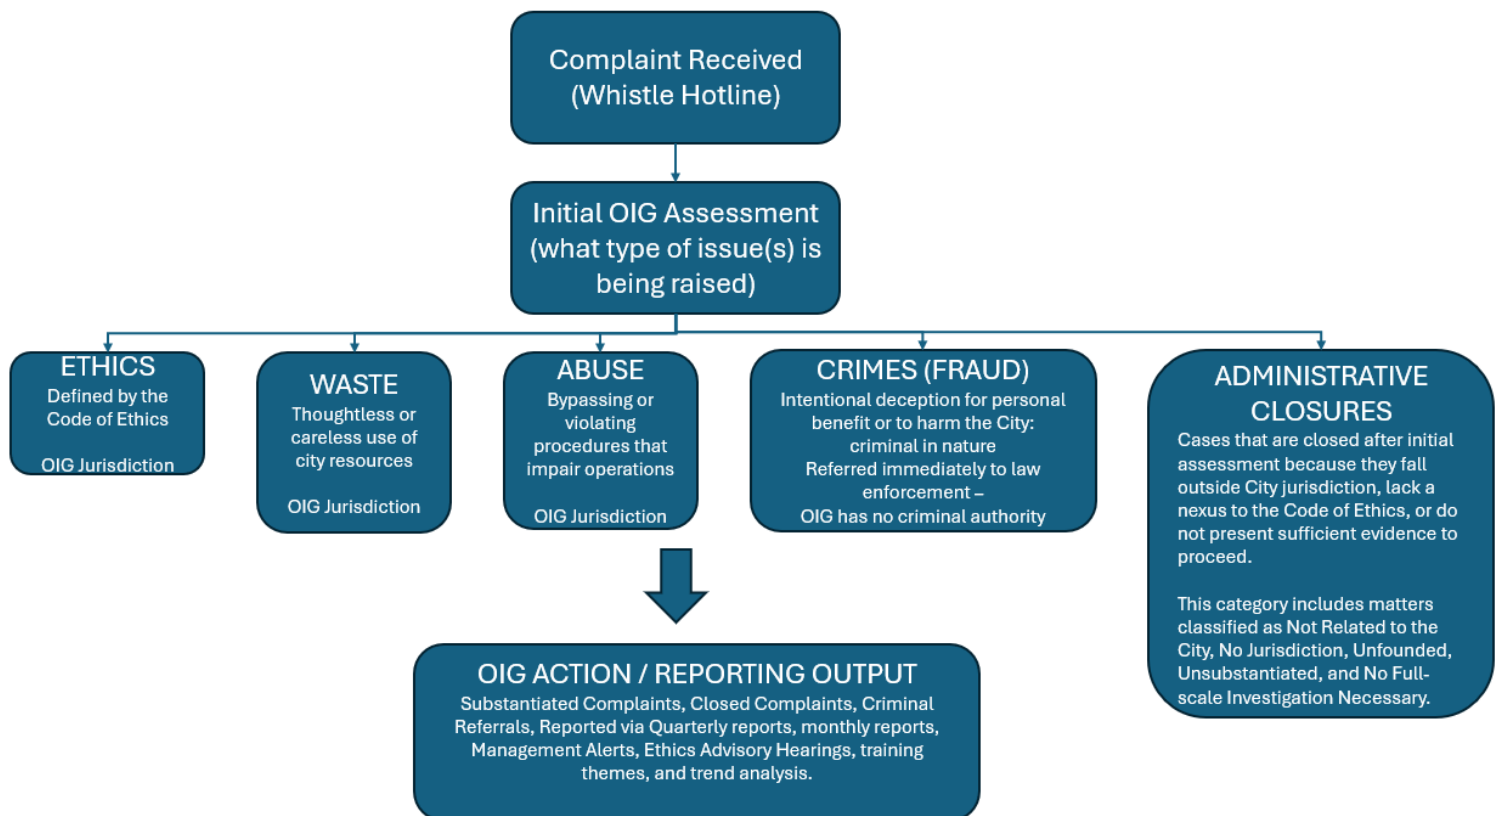 Complaint Received
(Whistle Hotline)
Initial OIG Assessment
(what type of issue(s) is
being raised)
ETHICS
Defined by the
Code of Ethics
OIG Jurisdiction
WASTE
Thoughtless or
careless use of
city resources
OIG Jurisdiction
ABUSE
Bypassing or
violating
procedures that
impair operations
OIG Jurisdiction
CRIMES (FRAUD)
Intentional deception for personal
benefit or to harm the City:
criminal in nature
Referred immediately to law
enforcement –
OIG has no criminal authority
ADMINISTRATIVE
CLOSURES
Cases that are closed after initial
assessment because they fall
outside City jurisdiction, lack a
nexus to the Code of Ethics, or do
not present sufficient evidence to
proceed.
This category includes matters
classified as Not Related to the
City, No Jurisdiction, Unfounded,
Unsubstantiated, and No Full-
scale Investigation Necessary.
OIG ACTION / REPORTING OUTPUT
Substantiated Complaints, Closed Complaints, Criminal
Referrals, Reported via Quarterly reports, monthly reports,
Management Alerts, Ethics Advisory Hearings, training
themes, and trend analysis.